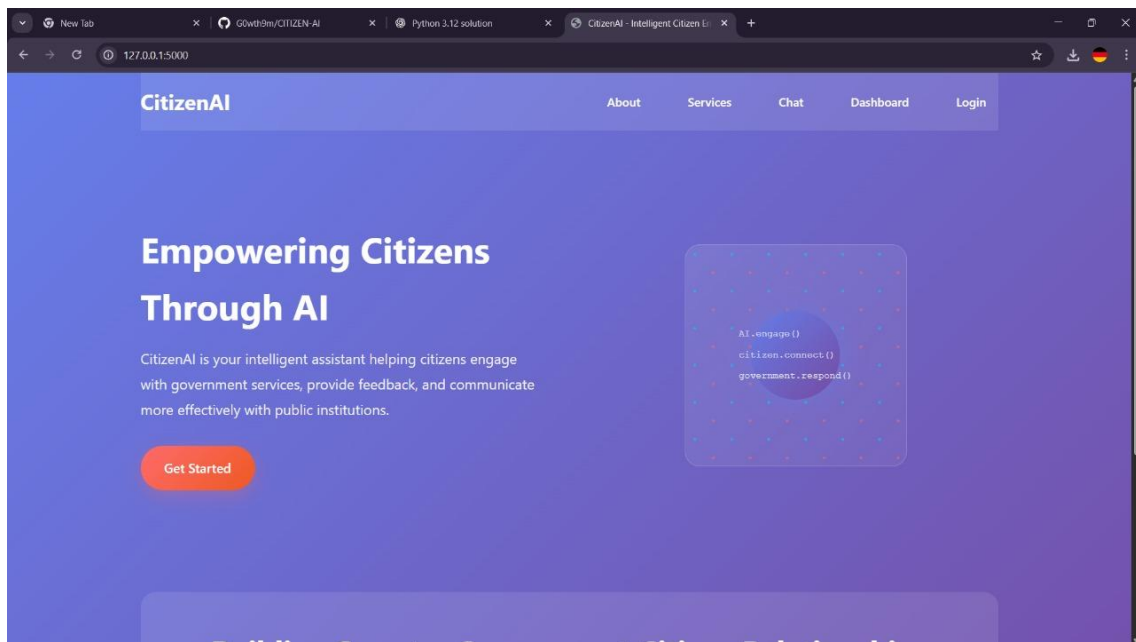 New Tab
G0wth9m/CITIZEN-AI
Python 3.12 solution
CitizenAI - Intelligent Citizen En
127.0.0.1:5000
CitizenAI
About Services Chat Dashboard Login
Empowering Citizens
Through AI
CitizenAI is your intelligent assistant helping citizens engage
with government services, provide feedback, and communicate
more effectively with public institutions.
Get Started
AI.engage()
citizen.connect()
government.respond()